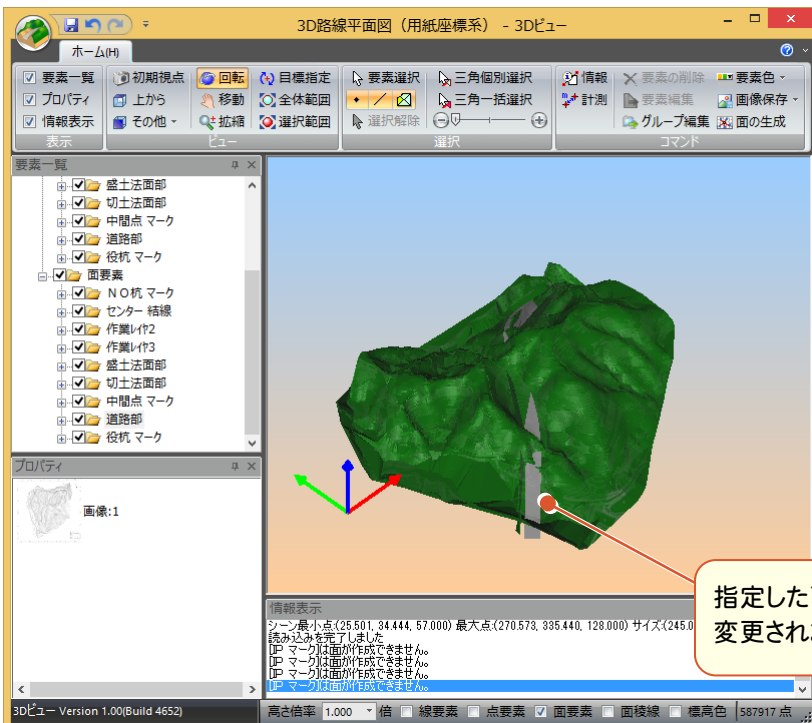 3D路線平面図（用紙座標系） - 3Dビュー
ホーム(H)
要素一覧 初期視点 回転 目標指定 要素選択 三角個別選択 情報 要素の削除 要素色
プロパティ 上から 移動 全体範囲 三角一括選択 計測 要素編集 画像保存
情報表示 その他 拡縮 選択範囲 選択解除 グループ編集 面の生成
表示 ビュー 選択 コマンド
要素一覧
盛土法面部
切土法面部
中間点 マーク
道路部
役杭 マーク
面要素
ＮＯ杭 マーク
センター 結線
作業ﾚｲﾔ2
作業ﾚｲﾔ3
盛土法面部
切土法面部
中間点 マーク
道路部
役杭 マーク
プロパティ
画像:1
指定した
変更され
情報表示
シーン最小点:(25.501, 34.444, 57.000) 最大点:(270.573, 335.440, 128.000) サイズ:(245.0
読み込みを完了しました
[IP マーク]は面が作成できません。
[IP マーク]は面が作成できません。
[IP マーク]は面が作成できません。
[IP マーク]は面が作成できません。
3Dビュー Version 1.00(Build 4652) 高さ倍率 1.000 倍 線要素 点要素 面要素 面稜線 標高色 587917 点